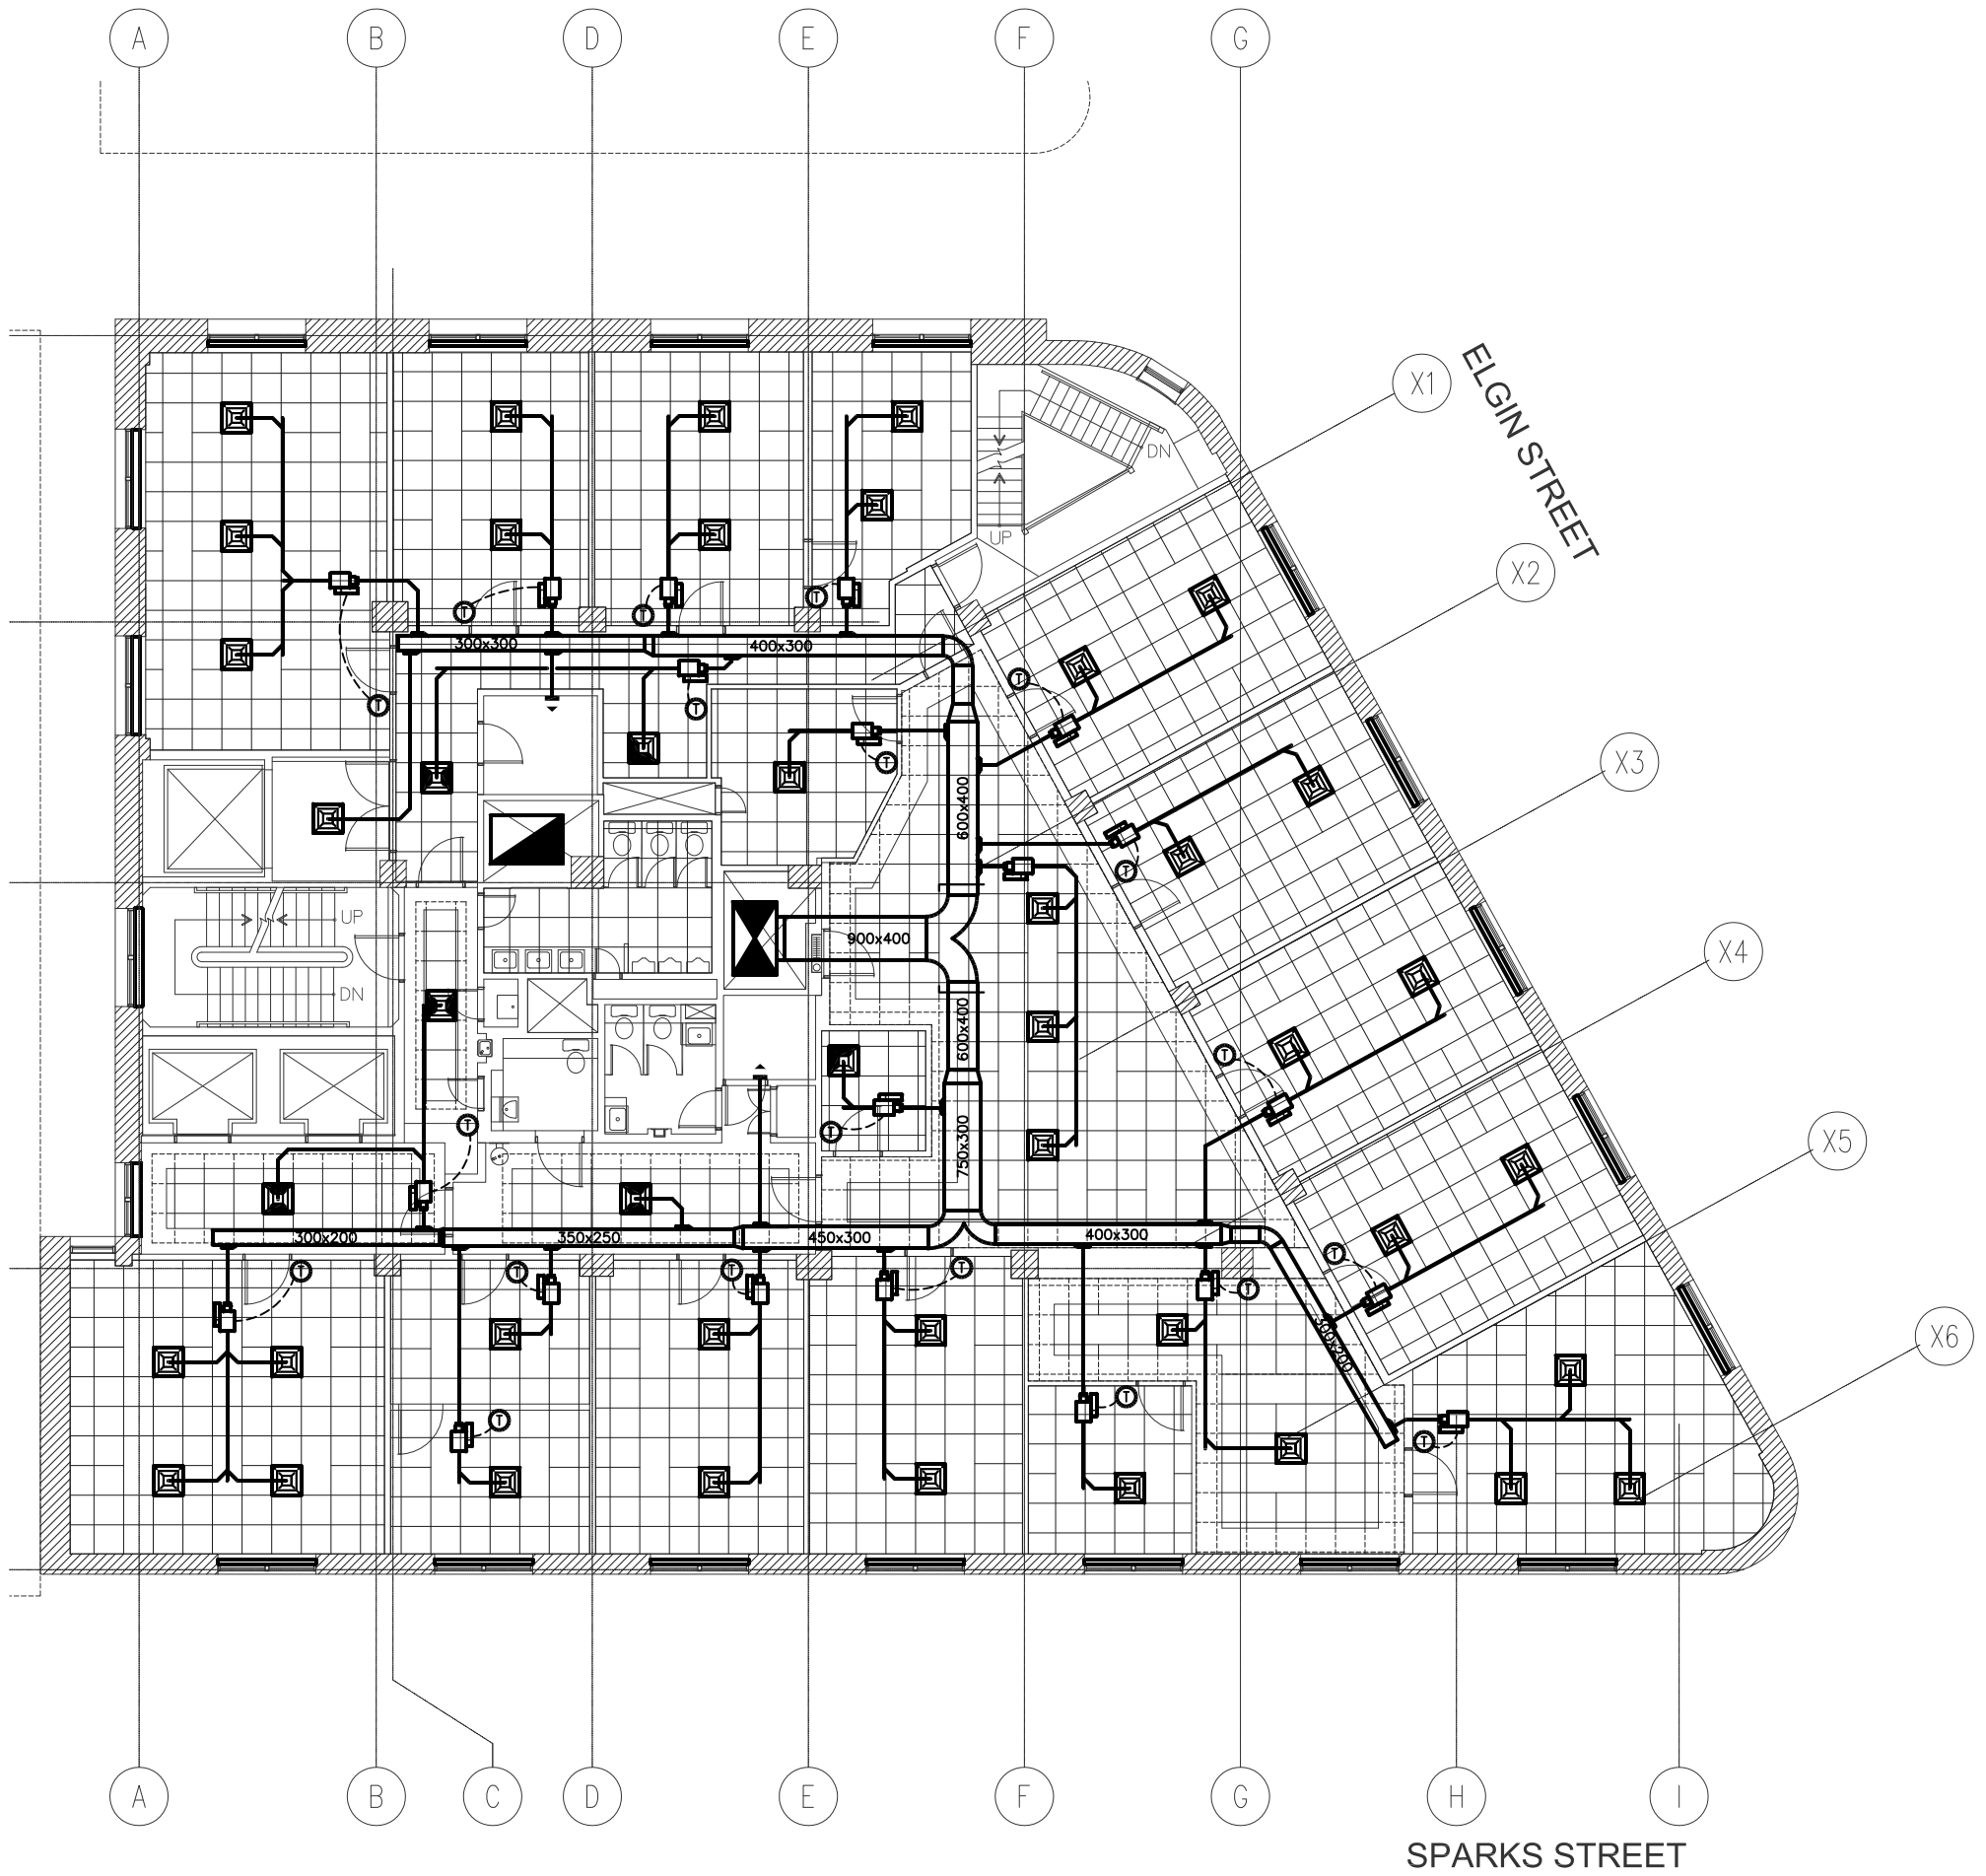 A B D E F G
X1
ELGIN STREET
DN
UP
X2
T T T
T
300x300
400x300
T
T
T
T
X3
600x400
T
UP
900x400
X4
DN
600x400
T
T
T
750x300
X5
300x200
350x250
450x300
400x300
T
T
T
T
T
T
300x200
X6
T
T
T
A B C D E F G H I
SPARKS STREET